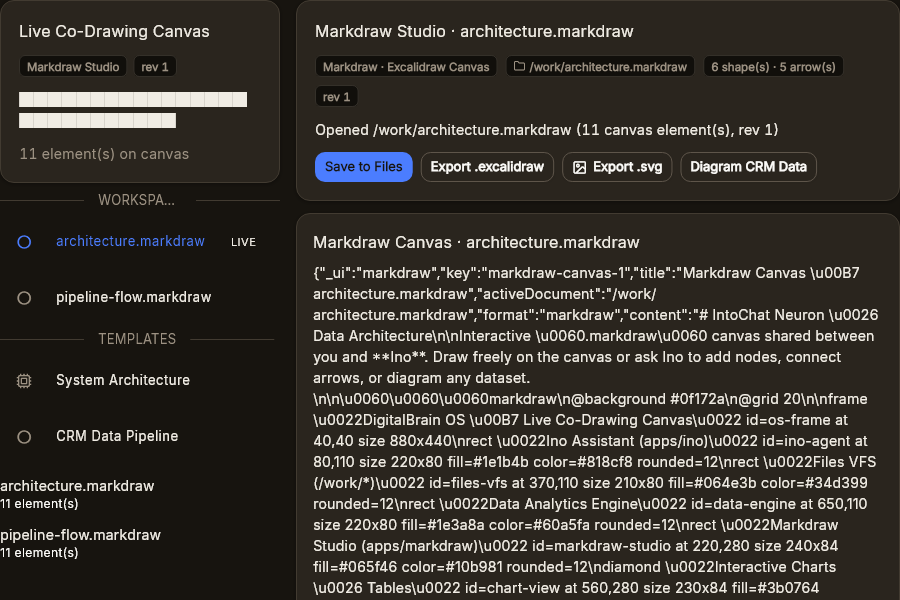 Live Co-Drawing Canvas
Markdraw Studio
rev 1
11 element(s) on canvas
WORKSPA...
architecture.markdraw
LIVE
pipeline-flow.markdraw
TEMPLATES
System Architecture
CRM Data Pipeline
architecture.markdraw
11 element(s)
pipeline-flow.markdraw
11 element(s)
Markdraw Studio · architecture.markdraw
Markdraw · Excalidraw Canvas
/work/architecture.markdraw
6 shape(s) · 5 arrow(s)
rev 1
Opened /work/architecture.markdraw (11 canvas element(s), rev 1)
Save to Files
Export .excalidraw
Export .svg
Diagram CRM Data
Markdraw Canvas · architecture.markdraw
{"_ui":"markdraw","key":"markdraw-canvas-1","title":"Markdraw Canvas \u00B7
architecture.markdraw","activeDocument":"/work/
architecture.markdraw","format":"markdraw","content":"# IntoChat Neuron \u0026
Data Architecture\n\nInteractive \u0060.markdraw\u0060 canvas shared between
you and **Ino**. Draw freely on the canvas or ask Ino to add nodes, connect
arrows, or diagram any dataset.
\n\n\u0060\u0060\u0060markdraw\n@background #0f172a\n@grid 20\n\nframe
\u0022DigitalBrain OS \u00B7 Live Co-Drawing Canvas\u0022 id=os-frame at
40,40 size 880x440\nrect \u0022Ino Assistant (apps/ino)\u0022 id=ino-agent at
80,110 size 220x80 fill=#1e1b4b color=#818cf8 rounded=12\nrect \u0022Files VFS
(/work/*)\u0022 id=files-vfs at 370,110 size 210x80 fill=#064e3b color=#34d399
rounded=12\nrect \u0022Data Analytics Engine\u0022 id=data-engine at 650,110
size 220x80 fill=#1e3a8a color=#60a5fa rounded=12\nrect \u0022Markdraw
Studio (apps/markdraw)\u0022 id=markdraw-studio at 220,280 size 240x84
fill=#065f46 color=#10b981 rounded=12\ndiamond \u0022Interactive Charts
\u0026 Tables\u0022 id=chart-view at 560,280 size 230x84 fill=#3b0764